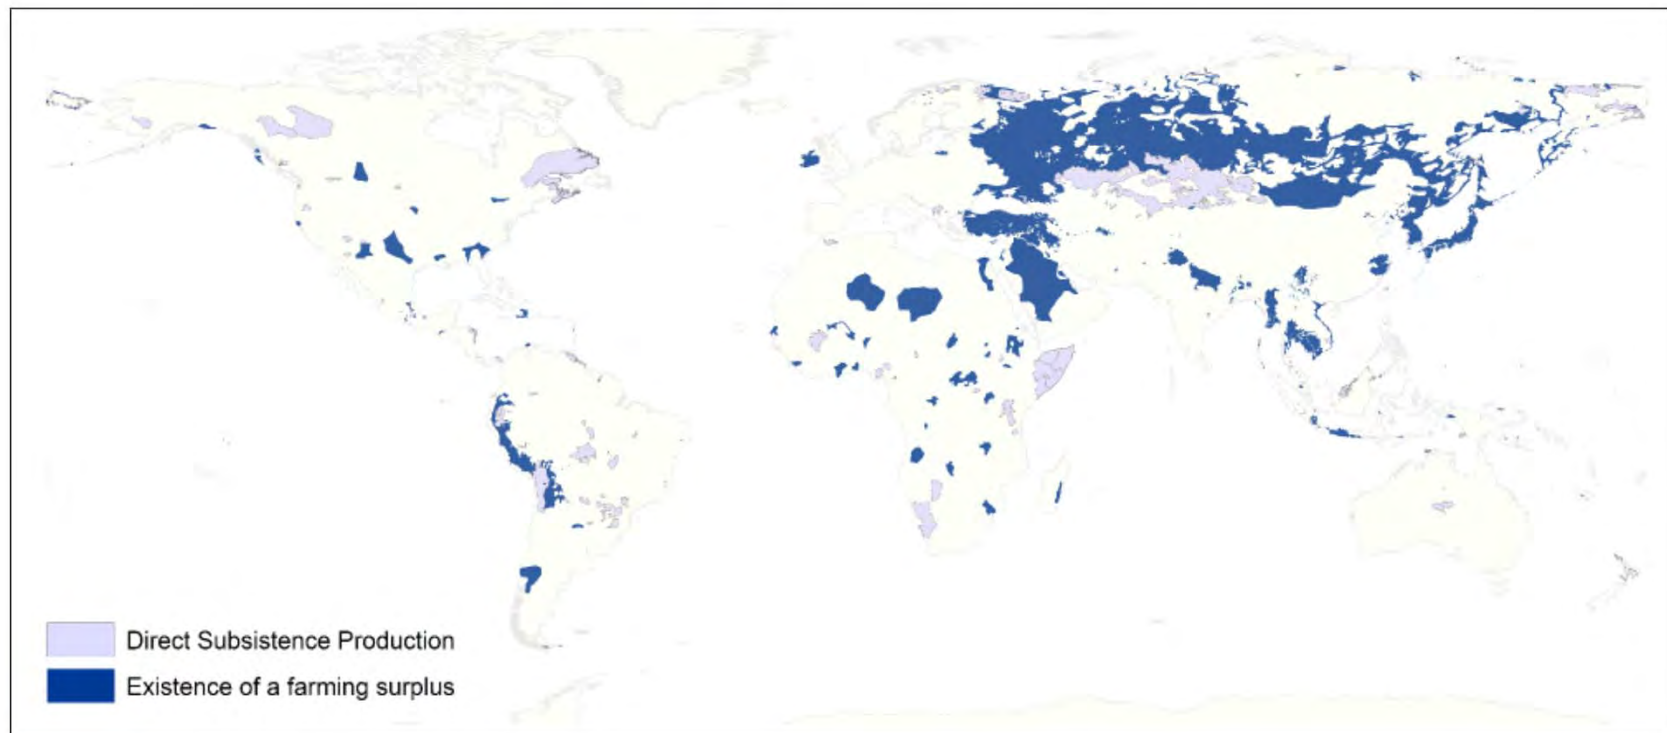 Direct Subsistence Production
Existence of a farming surplus